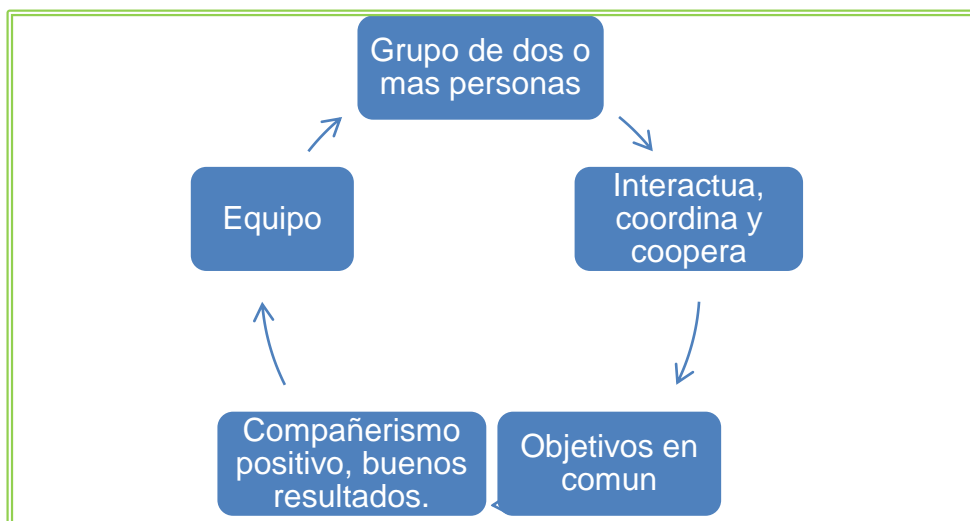 Grupo de dos o
mas personas
Interactua,
coordina y
coopera
Objetivos en
comun
Compañerismo
positivo, buenos
resultados.
Equipo